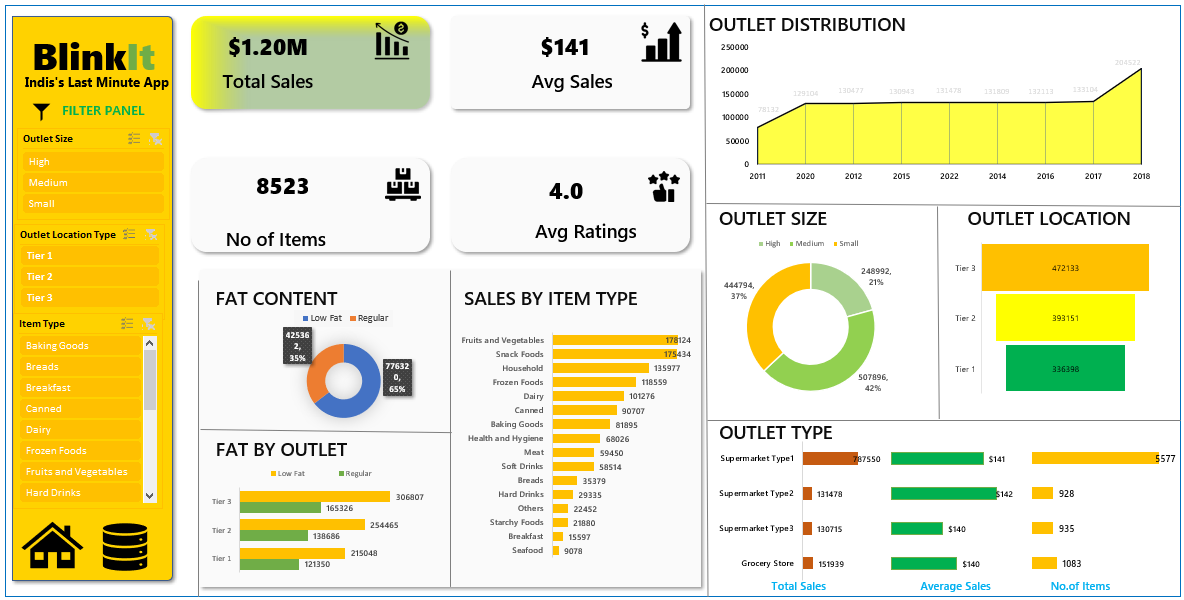 BlinkIt
Indis's Last Minute App
FILTER PANEL
Outlet Size
High
Medium
Small
Outlet Location Type
Tier 1
Tier 2
Tier 3
Item Type
Baking Goods
Breads
Breakfast
Canned
Dairy
Frozen Foods
Fruits and Vegetables
Hard Drinks
$1.20M
Total Sales
$141
Avg Sales
8523
No of Items
4.0
Avg Ratings
FAT CONTENT
Low Fat Regular
42536
2,
35%
77632
0,
65%
FAT BY OUTLET
Low Fat Regular
Tier 3 306807
165326
Tier 2 254465
138686
Tier 1 215048
121350
SALES BY ITEM TYPE
Fruits and Vegetables 178124
Snack Foods 175434
Household 135977
Frozen Foods 118559
Dairy 101276
Canned 90707
Baking Goods 81895
Health and Hygiene 68026
Meat 59450
Soft Drinks 58514
Breads 35379
Hard Drinks 29335
Others 22452
Starchy Foods 21880
Breakfast 15597
Seafood 9078
OUTLET DISTRIBUTION
250000
200000
150000
100000
50000
0
78132 129104 130477 130943 131478 131809 132113 133104 204522
2011 2020 2012 2015 2022 2014 2016 2017 2018
OUTLET SIZE
High Medium Small
248992,
21%
444794,
37%
507896,
42%
OUTLET LOCATION
Tier 3 472133
Tier 2 393151
Tier 1 336398
OUTLET TYPE
Supermarket Type1 787550 $141 5577
Supermarket Type2 131478 $142 928
Supermarket Type3 130715 $140 935
Grocery Store 151939 $140 1083
Total Sales Average Sales No.of Items